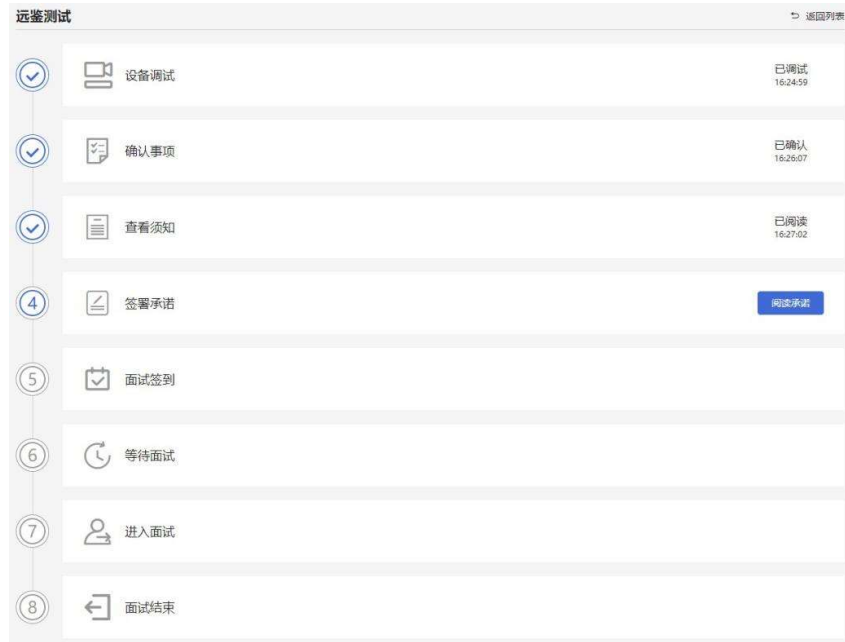 远鉴测试
返回列表
设备调试
已调试
16:24:59
确认事项
已确认
16:26:07
查看须知
已阅读
16:27:02
4
签署承诺
阅读承诺
5
面试签到
6
等待面试
7
进入面试
8
面试结束